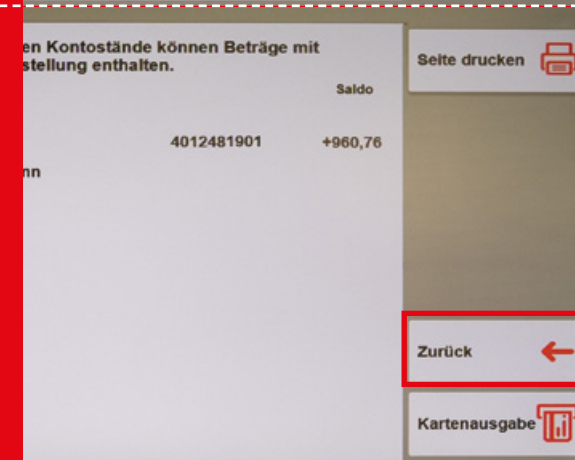 en Kontostände können Beträge mit
stellung enthalten.
Saldo
4012481901 +960,76
nn
Seite drucken
Zurück
Kartenausgabe